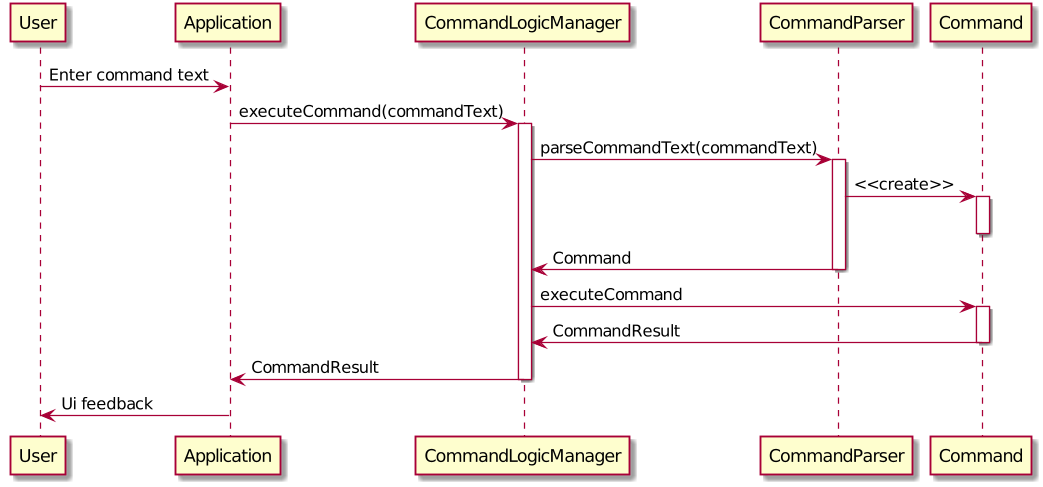 User Application CommandLogicManager CommandParser Command
Enter command text
executeCommand(commandText)
parseCommandText(commandText)
<<create>>
Command
executeCommand
CommandResult
CommandResult
Ui feedback
User Application CommandLogicManager CommandParser Command